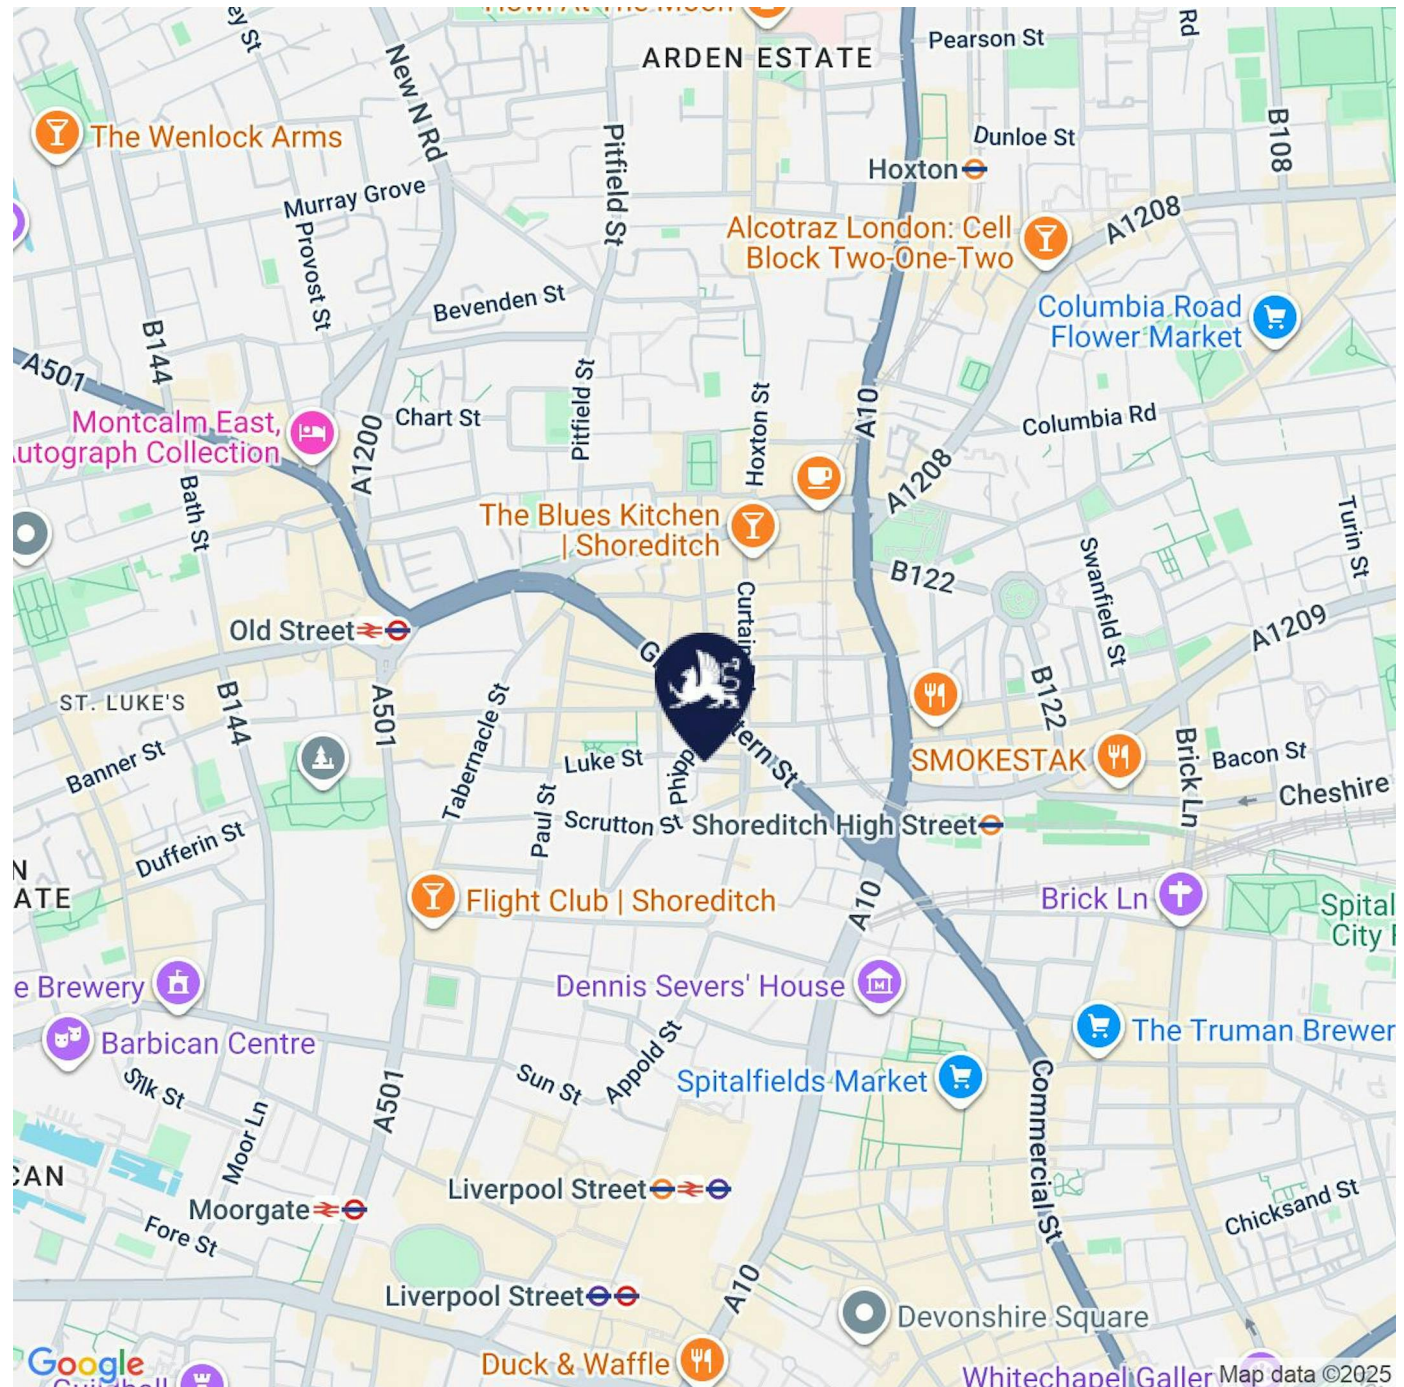 ey St
New N Rd
ARDEN ESTATE
Pearson St
Rd
The Wenlock Arms
Pitfield St
Dunloe St
B108
Hoxton
Murray Grove
A1208
Provost St
Alcotraz London: Cell
Block Two-One-Two
Bevenden St
Columbia Road
Flower Market
B144
A501
Pitfield St
Hoxton St
A10
Chart St
Columbia Rd
Montcalm East,
utograph Collection
A1200
A1208
Bath St
Turin St
The Blues Kitchen
| Shoreditch
B122
Swanfield St
Curtain
Old Street
A1209
G
ST. LUKE'S
B144
A501
Tabernacle St
B122
tern St
Banner St
Luke St
Phipp
SMOKESTAK
Brick Ln
Bacon St
Cheshire
Paul St
Scrutton St
Shoreditch High Street
Dufferin St
N
ATE
Flight Club | Shoreditch
A10
Brick Ln
Spital
City F
e Brewery
Dennis Severs' House
Barbican Centre
The Truman Brewer
Silk St
A501
Sun St
Appold St
Spitalfields Market
Commercial St
Moor Ln
CAN
Liverpool Street
Moorgate
Fore St
Chicksand St
Liverpool Street
A10
Devonshire Square
Google
Duck & Waffle
Whitechapel Galler
Map data ©2025